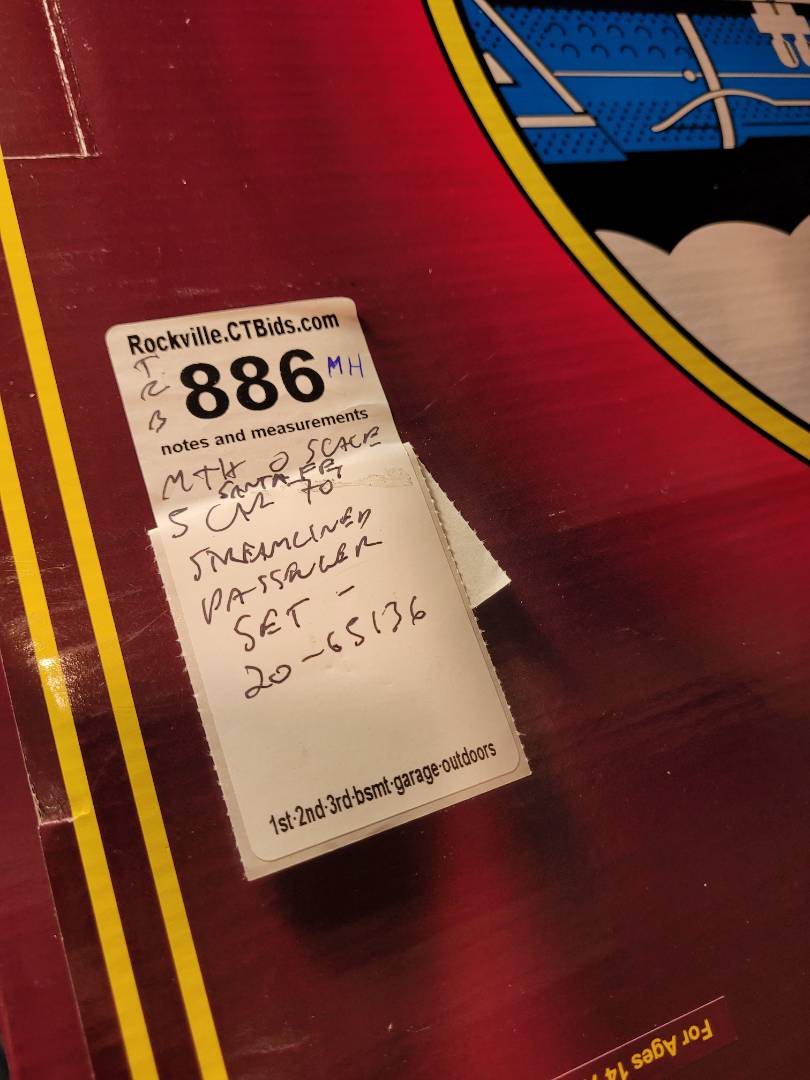 Rockville.CTBids.com
T
R
B
886 MH
notes and measurements
MTH O SCALE
SANTA FE
5 CAR 70
STREAMLINED
PASSENGER
SET -
20-65136
1st·2nd·3rd·bsmt·garage·outdoors
For Ages 14